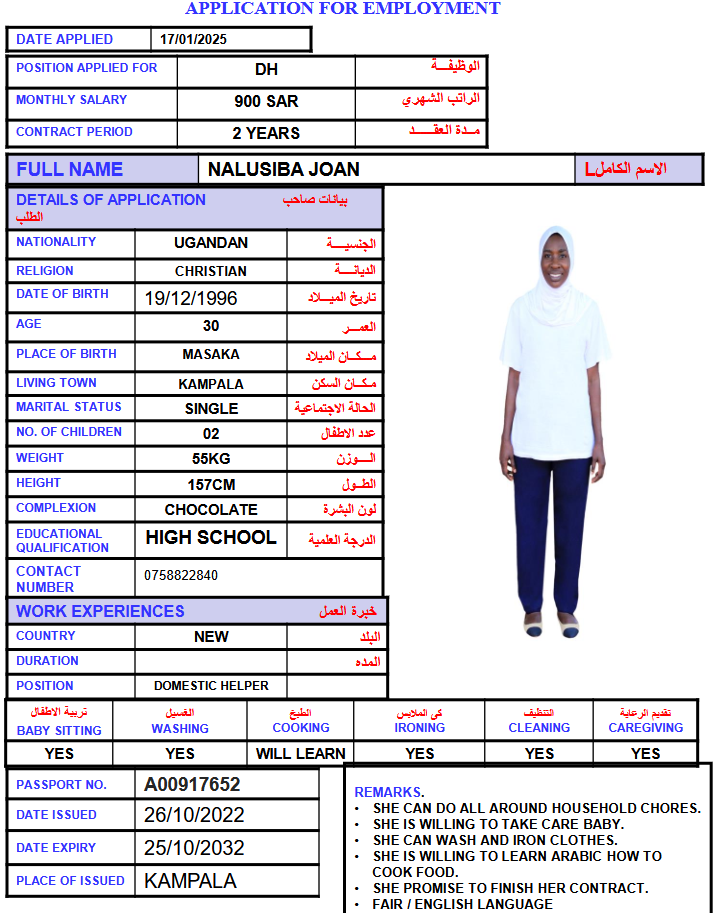 APPLICATION FOR EMPLOYMENT
DATE APPLIED 17/01/2025
POSITION APPLIED FOR DH الوظيفـــة
MONTHLY SALARY 900 SAR الراتب الشهري
CONTRACT PERIOD 2 YEARS مــدة العقـــــد
FULL NAME NALUSIBA JOAN الاسم الكاملL
DETAILS OF APPLICATION بيانات صاحب
الطلب
NATIONALITY UGANDAN الجنسيـــة
RELIGION CHRISTIAN الديانـــة
DATE OF BIRTH 19/12/1996 تاريخ الميـــلاد
AGE 30 العمـــر
PLACE OF BIRTH MASAKA مـــكـان الميلاد
LIVING TOWN KAMPALA مكــان السكن
MARITAL STATUS SINGLE الحالة الاجتماعية
NO. OF CHILDREN 02 عدد الاطفال
WEIGHT 55KG الـــوزن
HEIGHT 157CM الطــول
COMPLEXION CHOCOLATE لون البشرة
EDUCATIONAL QUALIFICATION HIGH SCHOOL الدرجة العلمية
CONTACT NUMBER 0758822840
WORK EXPERIENCES خبرة العمل
COUNTRY NEW البلد
DURATION المده
POSITION DOMESTIC HELPER
تربية الاطفال الغسيل الطبخ كى الملابس التنظيف تقديم الرعاية
BABY SITTING WASHING COOKING IRONING CLEANING CAREGIVING
YES YES WILL LEARN YES YES YES
PASSPORT NO. A00917652
DATE ISSUED 26/10/2022
DATE EXPIRY 25/10/2032
PLACE OF ISSUED KAMPALA
REMARKS.
• SHE CAN DO ALL AROUND HOUSEHOLD CHORES.
• SHE IS WILLING TO TAKE CARE BABY.
• SHE CAN WASH AND IRON CLOTHES.
• SHE IS WILLING TO LEARN ARABIC HOW TO
COOK FOOD.
• SHE PROMISE TO FINISH HER CONTRACT.
• FAIR / ENGLISH LANGUAGE